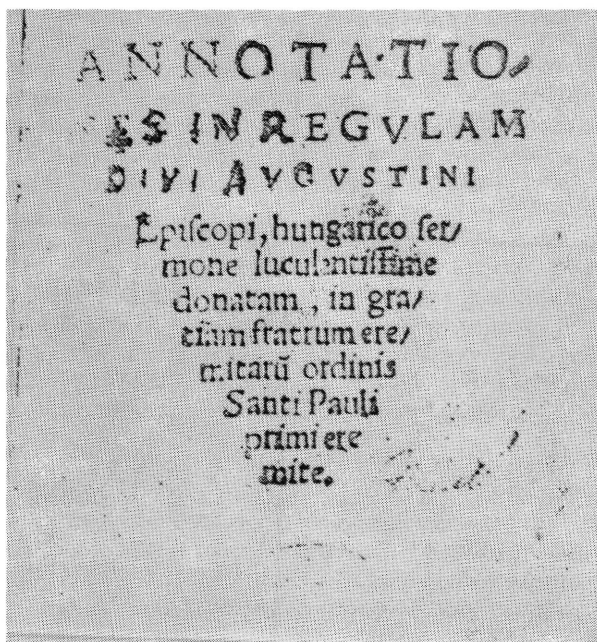 ANNOTATIO⸗
NES IN REGVLAM
DIVI AVGVSTINI
Epiſcopi, hungarico ſer⸗
mone luculentiſſime
donatam, in gra⸗
tiam fratrum ere⸗
mitarũ ordinis
Santi Pauli
primi ere
mite.